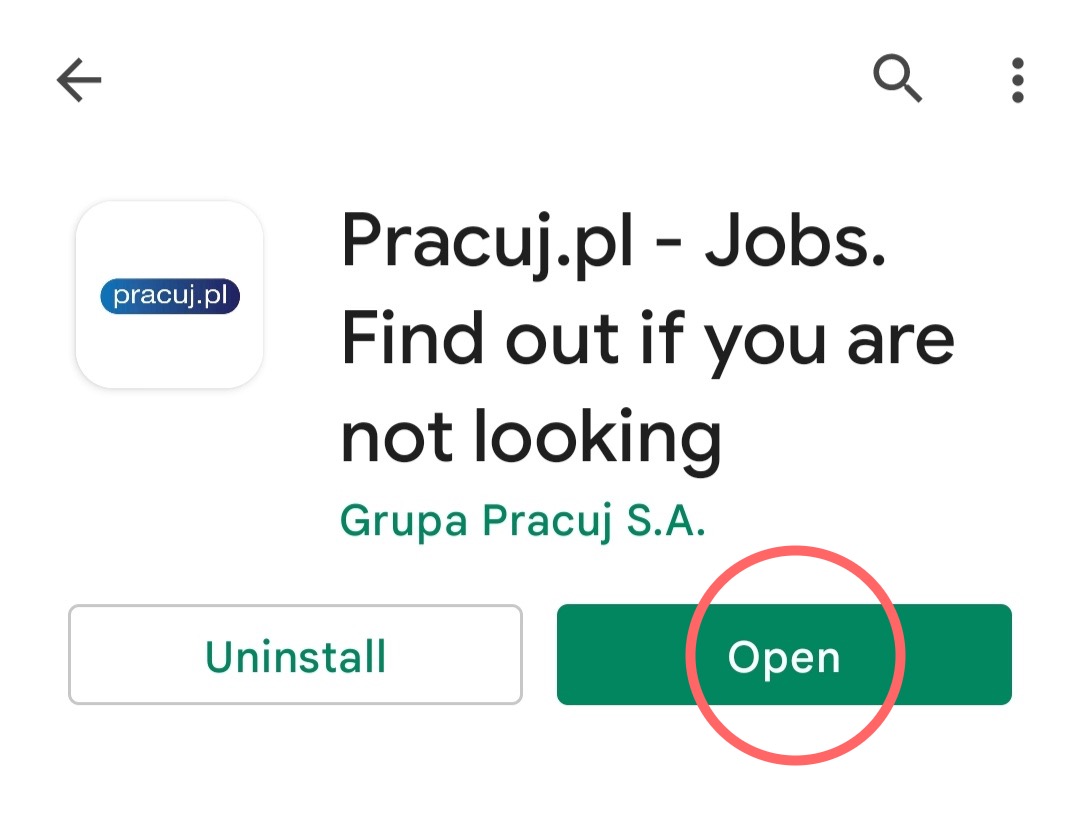 pracuj.pl
Pracuj.pl - Jobs.
Find out if you are
not looking
Grupa Pracuj S.A.
Uninstall
Open